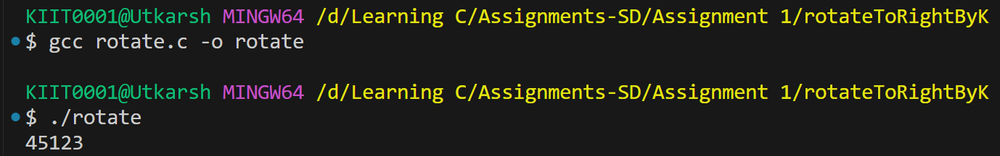 KIIT0001@Utkarsh MINGW64 /d/Learning C/Assignments-SD/Assignment 1/rotateToRightByK
$ gcc rotate.c -o rotate
KIIT0001@Utkarsh MINGW64 /d/Learning C/Assignments-SD/Assignment 1/rotateToRightByK
$ ./rotate
45123